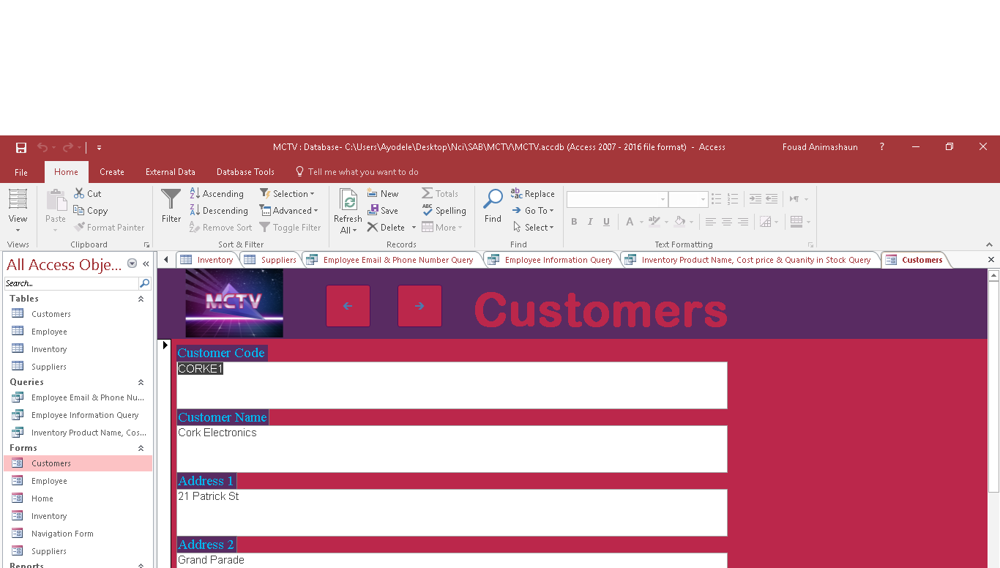 MCTV : Database- C:\Users\Ayodele\Desktop\Nci\SAB\MCTV\MCTV.accdb (Access 2007 - 2016 file format) - Access
Fouad Animashaun
?
File
Home
Create
External Data
Database Tools
Tell me what you want to do
View
Views
Paste
Cut
Copy
Format Painter
Clipboard
Filter
Ascending
Descending
Remove Sort
Selection
Advanced
Toggle Filter
Sort & Filter
Refresh
All
New
Save
Delete
Totals
Spelling
More
Records
Find
Replace
Go To
Select
Find
B I U
A
Text Formatting
All Access Obje...
Search...
Tables
Customers
Employee
Inventory
Suppliers
Queries
Employee Email & Phone Nu...
Employee Information Query
Inventory Product Name, Cos...
Forms
Customers
Employee
Home
Inventory
Navigation Form
Suppliers
Reports
Inventory
Suppliers
Employee Email & Phone Number Query
Employee Information Query
Inventory Product Name, Cost price & Quanity in Stock Query
Customers
MCTV
Customers
Customer Code
CORKE1
Customer Name
Cork Electronics
Address 1
21 Patrick St
Address 2
Grand Parade